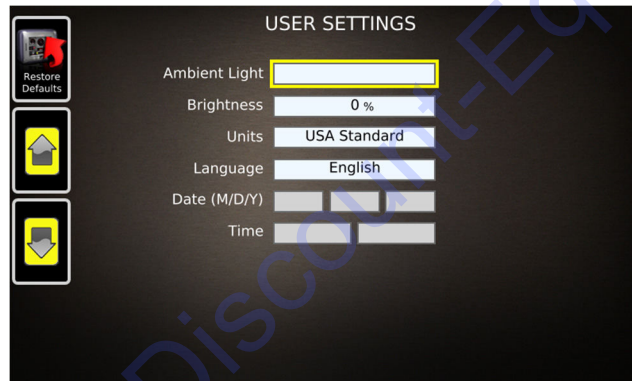 USER SETTINGS
Restore
Defaults
Ambient Light
Brightness 0 %
Units USA Standard
Language English
Date (M/D/Y)
Time
Discount-Eq